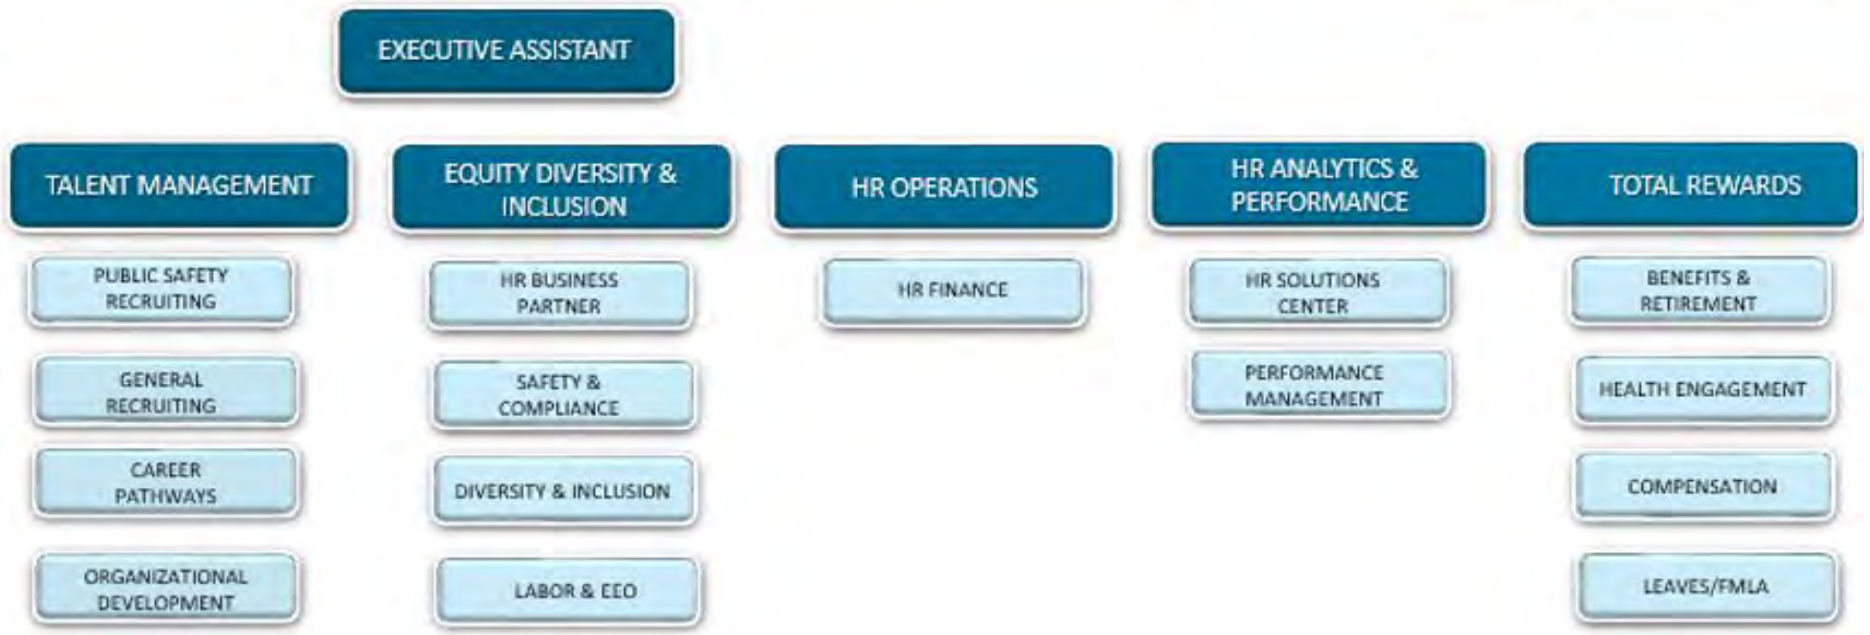 EXECUTIVE ASSISTANT
TALENT MANAGEMENT
PUBLIC SAFETY
RECRUITING
GENERAL
RECRUITING
CAREER
PATHWAYS
ORGANIZATIONAL
DEVELOPMENT
EQUITY DIVERSITY &
INCLUSION
HR BUSINESS
PARTNER
SAFETY &
COMPLIANCE
DIVERSITY & INCLUSION
LABOR & EEO
HR OPERATIONS
HR FINANCE
HR ANALYTICS &
PERFORMANCE
HR SOLUTIONS
CENTER
PERFORMANCE
MANAGEMENT
TOTAL REWARDS
BENEFITS &
RETIREMENT
HEALTH ENGAGEMENT
COMPENSATION
LEAVES/FMLA